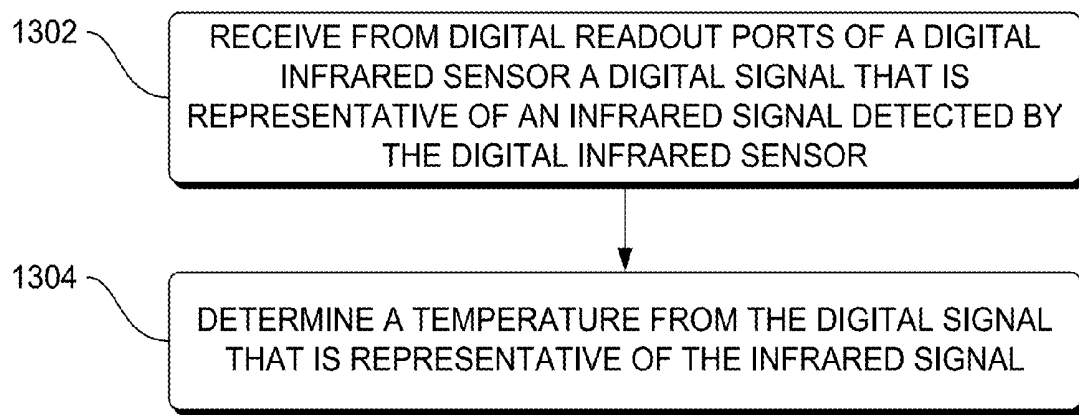 1302
RECEIVE FROM DIGITAL READOUT PORTS OF A DIGITAL
INFRARED SENSOR A DIGITAL SIGNAL THAT IS
REPRESENTATIVE OF AN INFRARED SIGNAL DETECTED BY
THE DIGITAL INFRARED SENSOR
1304
DETERMINE A TEMPERATURE FROM THE DIGITAL SIGNAL
THAT IS REPRESENTATIVE OF THE INFRARED SIGNAL